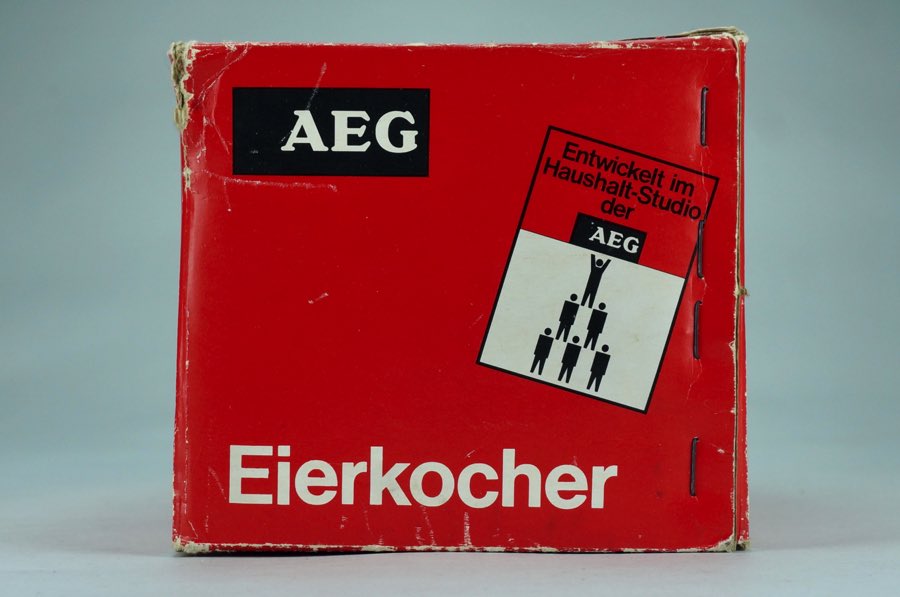 AEG
Entwickelt im
Haushalt-Studio
der
AEG
Eierkocher